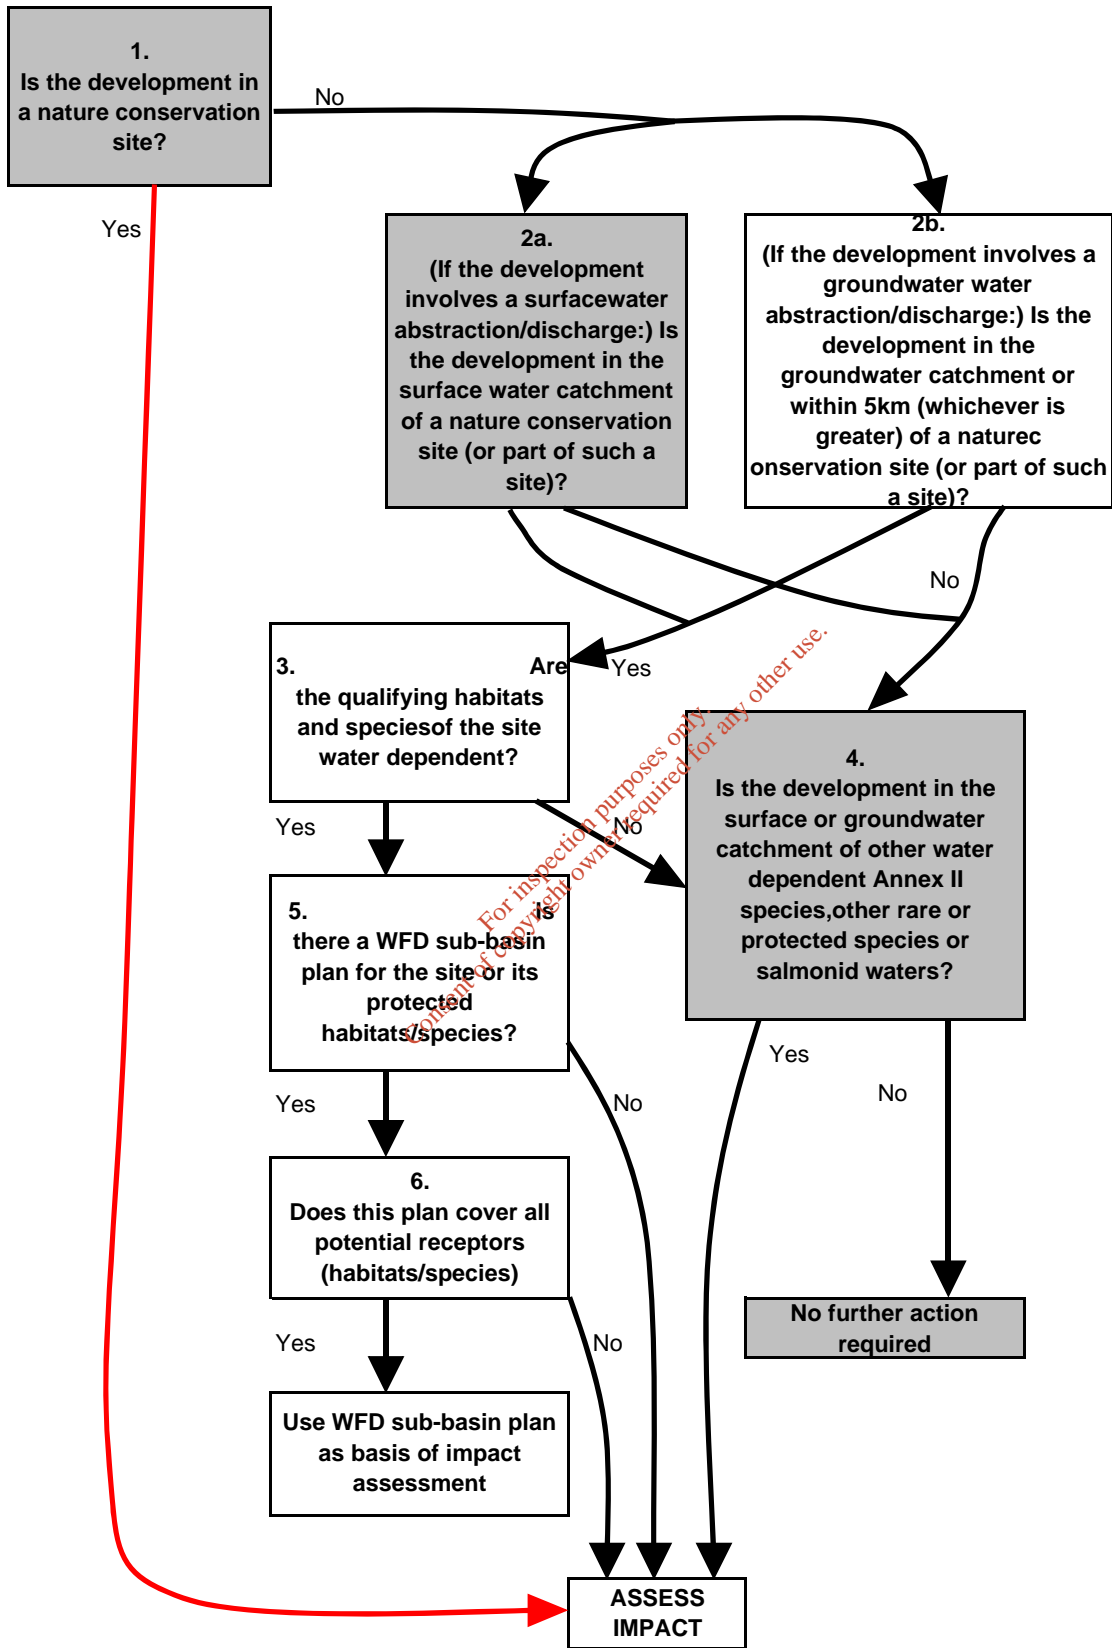 1.
Is the development in
a nature conservation
site?
No
Yes
2a.
(If the development
involves a surfacewater
abstraction/discharge:) Is
the development in the
surface water catchment
of a nature conservation
site (or part of such a
site)?
2b.
(If the development involves a
groundwater water
abstraction/discharge:) Is the
development in the
groundwater catchment or
within 5km (whichever is
greater) of a naturec
onservation site (or part of such
a site)?
No
Yes
3. Are
the qualifying habitats
and speciesof the site
water dependent?
Yes
No
4.
Is the development in the
surface or groundwater
catchment of other water
dependent Annex II
species,other rare or
protected species or
salmonid waters?
5. Is
there a WFD sub-basin
plan for the site or its
protected
habitats/species?
Yes
No
Yes
No
6.
Does this plan cover all
potential receptors
(habitats/species)
Yes
No
No further action
required
Use WFD sub-basin plan
as basis of impact
assessment
ASSESS
IMPACT
For inspection purposes only.
Consent of copyright owner required for any other use.